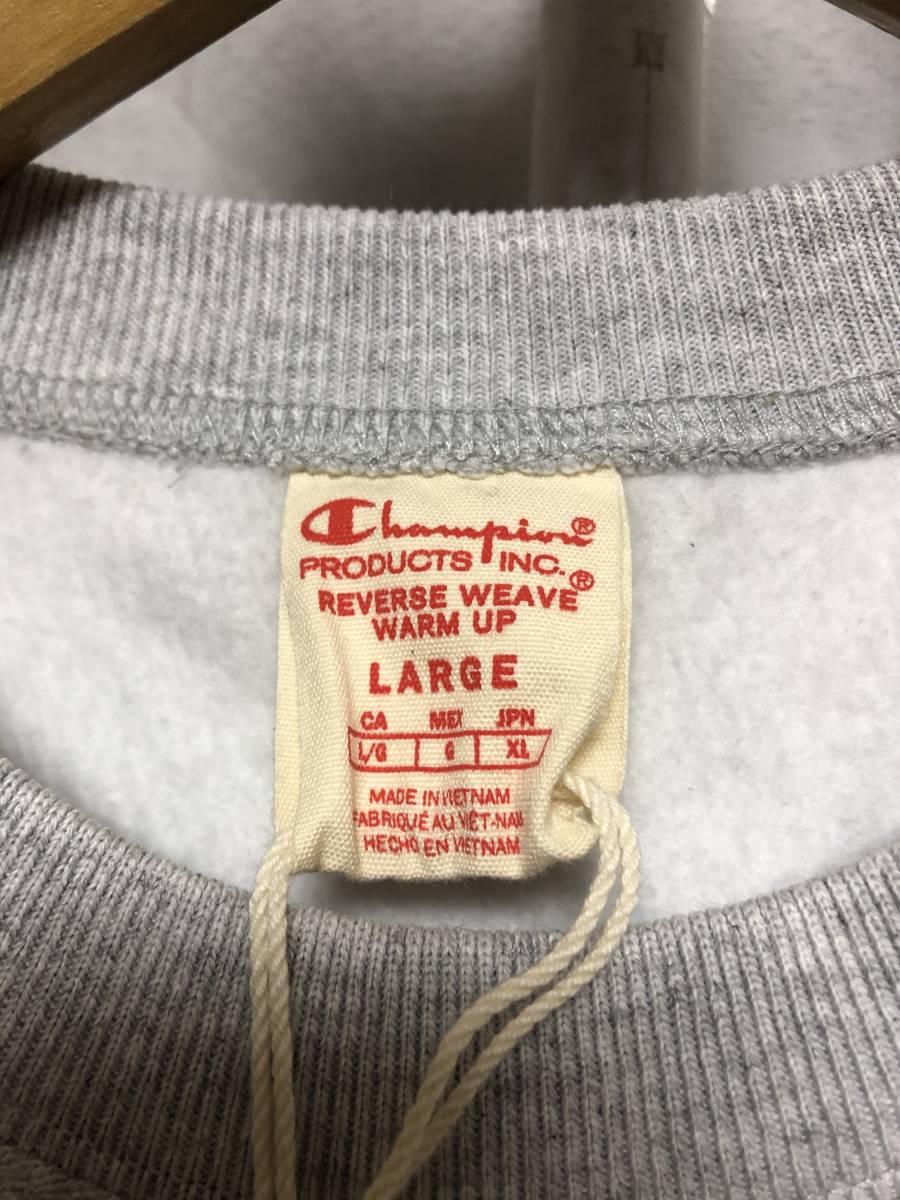 Champion®
PRODUCTS INC.
REVERSE WEAVE®
WARM UP
LARGE
CA MEX JPN
L/G G XL
MADE IN VIETNAM
FABRIQUÉ AU VIÊT-NAM
HECHO EN VIETNAM